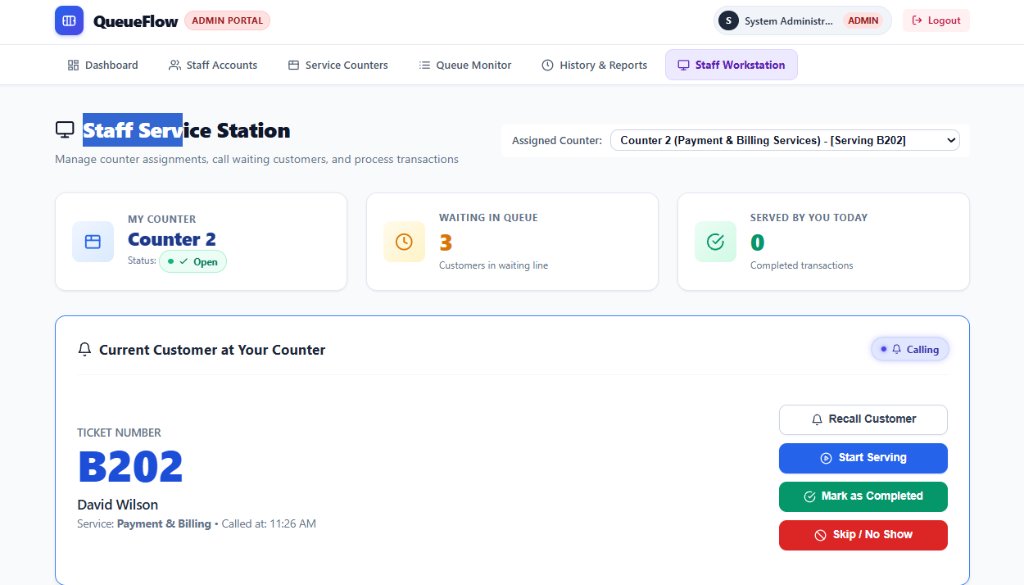 QueueFlow ADMIN PORTAL
S System Administr... ADMIN Logout
Dashboard Staff Accounts Service Counters Queue Monitor History & Reports Staff Workstation
Staff Service Station
Manage counter assignments, call waiting customers, and process transactions
Assigned Counter: Counter 2 (Payment & Billing Services) - [Serving B202]
MY COUNTER
Counter 2
Status: ✓ Open
WAITING IN QUEUE
3
Customers in waiting line
SERVED BY YOU TODAY
0
Completed transactions
Current Customer at Your Counter
Calling
TICKET NUMBER
B202
David Wilson
Service: Payment & Billing • Called at: 11:26 AM
Recall Customer
Start Serving
Mark as Completed
Skip / No Show